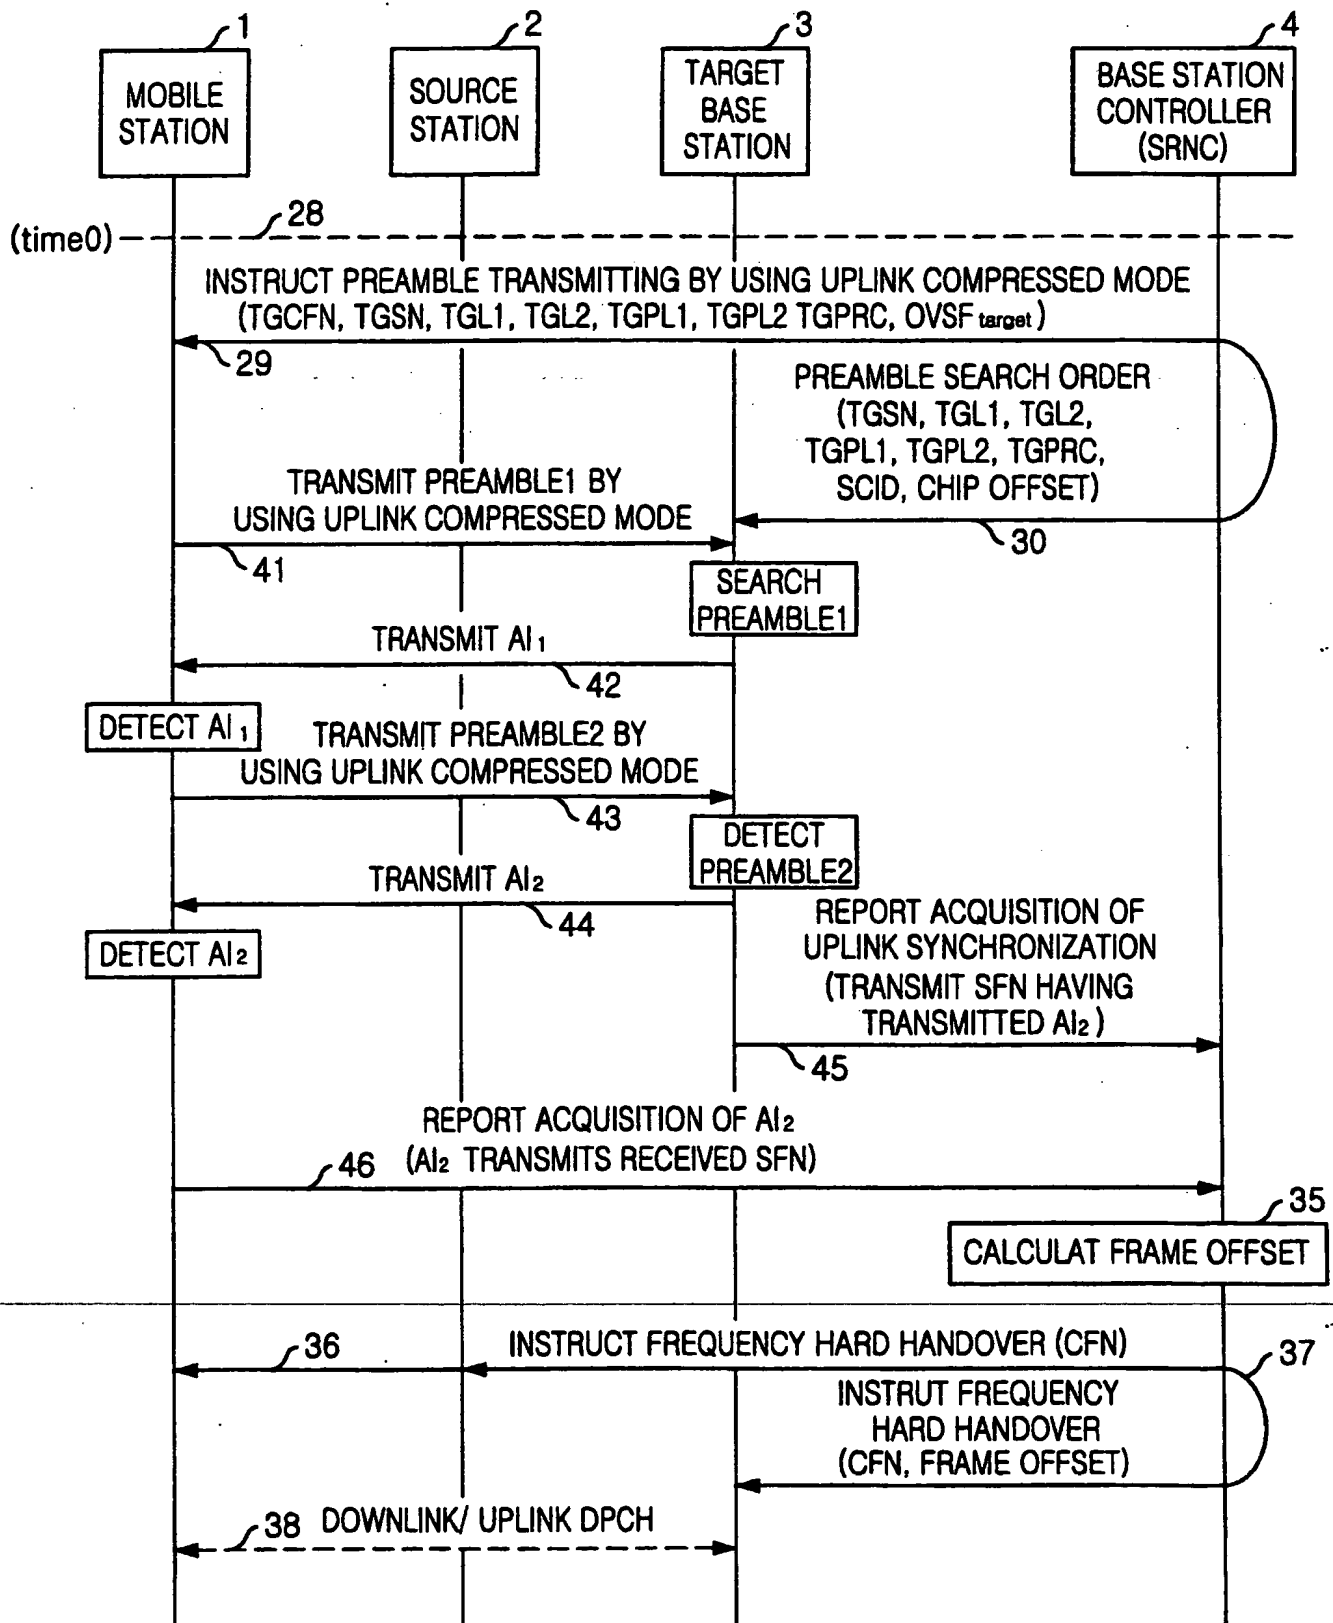 1
2
3
4
MOBILE
STATION
SOURCE
STATION
TARGET
BASE
STATION
BASE STATION
CONTROLLER
(SRNC)
28
(time0)
INSTRUCT PREAMBLE TRANSMITTING BY USING UPLINK COMPRESSED MODE
(TGCFN, TGSN, TGL1, TGL2, TGPL1, TGPL2 TGPRC, OVSF target )
29
PREAMBLE SEARCH ORDER
(TGSN, TGL1, TGL2,
TGPL1, TGPL2, TGPRC,
SCID, CHIP OFFSET)
30
TRANSMIT PREAMBLE1 BY
USING UPLINK COMPRESSED MODE
41
SEARCH
PREAMBLE1
TRANSMIT AI 1
42
DETECT AI 1
TRANSMIT PREAMBLE2 BY
USING UPLINK COMPRESSED MODE
43
DETECT
PREAMBLE2
TRANSMIT AI2
44
DETECT AI2
REPORT ACQUISITION OF
UPLINK SYNCHRONIZATION
(TRANSMIT SFN HAVING
TRANSMITTED AI2 )
45
REPORT ACQUISITION OF AI2
(AI2 TRANSMITS RECEIVED SFN)
46
35
CALCULAT FRAME OFFSET
INSTRUCT FREQUENCY HARD HANDOVER (CFN)
36
37
INSTRUT FREQUENCY
HARD HANDOVER
(CFN, FRAME OFFSET)
38
DOWNLINK/ UPLINK DPCH